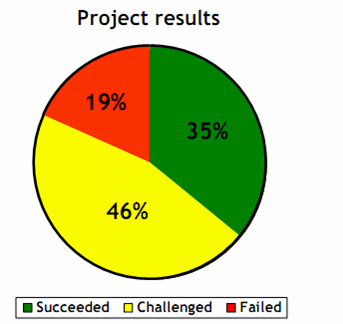 Project results
19%
35%
46%
Succeeded Challenged Failed